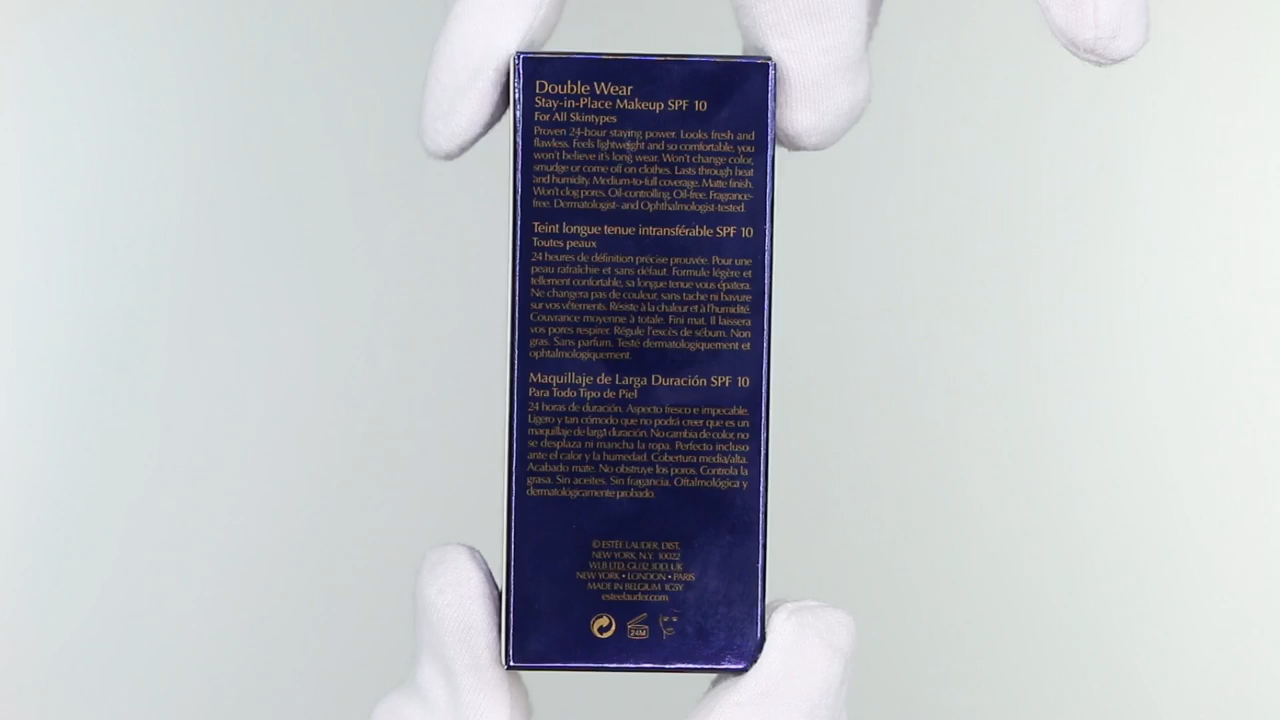 Double Wear
Stay-in-Place Makeup SPF 10
For All Skintypes
Proven 24-hour staying power. Looks fresh and
flawless. Feels lightweight and so comfortable, you
won't believe it's long wear. Won't change color,
smudge or come off on clothes. Lasts through heat
and humidity. Medium-to-full coverage. Matte finish.
Won't clog pores. Oil-controlling. Oil-free. Fragrance-
free. Dermatologist- and Ophthalmologist-tested.
Teint longue tenue intransférable SPF 10
Toutes peaux
24 heures de définition précise prouvée. Pour une
peau rafraîchie et sans défaut. Formule légère et
tellement confortable, sa longue tenue vous épatera.
Ne changera pas de couleur, sans tache ni bavure
sur vos vêtements. Résiste à la chaleur et à l'humidité.
Couvrance moyenne à totale. Fini mat. Il laissera
vos pores respirer. Régule l'excès de sébum. Non
gras. Sans parfum. Testé dermatologiquement et
ophtalmologiquement.
Maquillaje de Larga Duración SPF 10
Para Todo Tipo de Piel
24 horas de duración. Aspecto fresco e impecable.
Ligero y tan cómodo que no podrá creer que es un
maquillaje de larga duración. No cambia de color, no
se desplaza ni mancha la ropa. Perfecto incluso
ante el calor y la humedad. Cobertura media/alta.
Acabado mate. No obstruye los poros. Controla la
grasa. Sin aceites. Sin fragancia. Oftalmológica y
dermatológicamente probado.
© ESTÉE LAUDER, DIST.
NEW YORK, N.Y. 10022
WLB LTD, GU32 3DD, UK
NEW YORK • LONDON • PARIS
MADE IN BELGIUM 1G5Y
esteelauder.com
24M